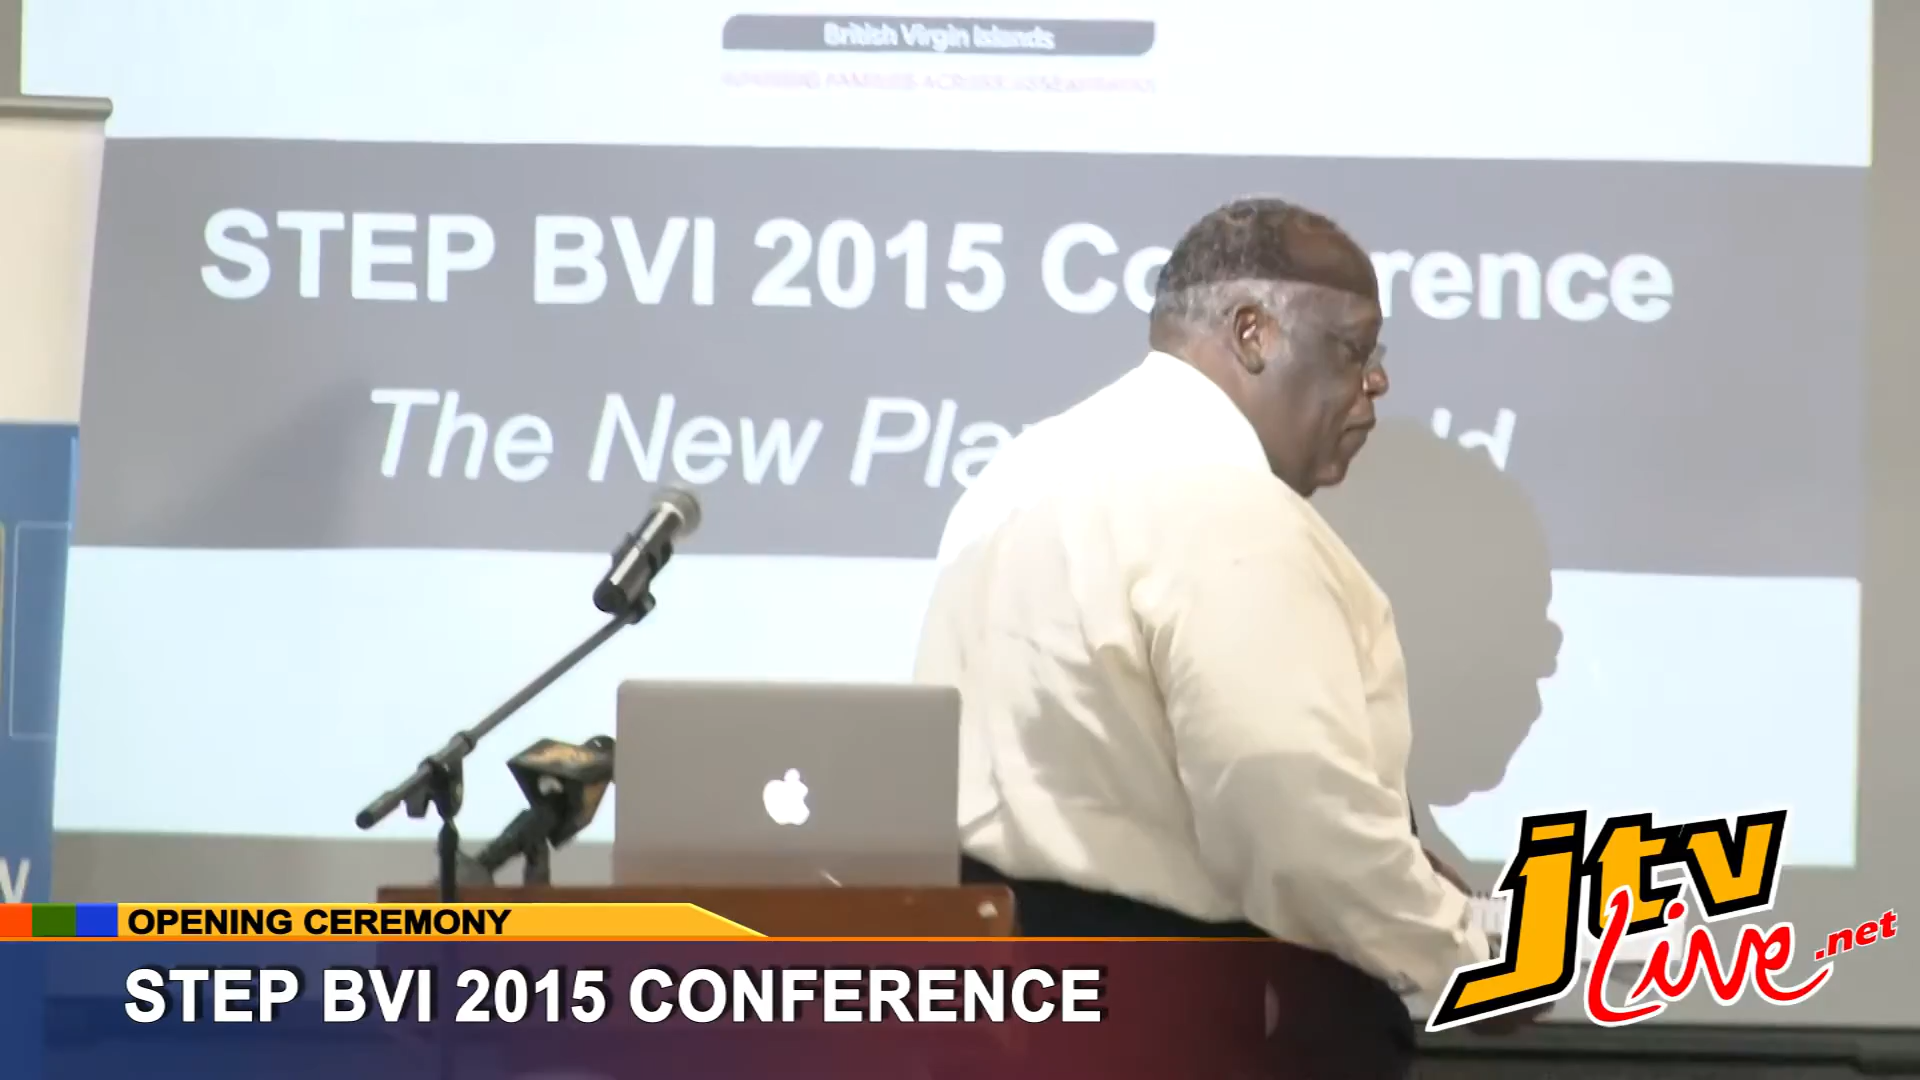 British Virgin Islands
STEP BVI 2015 Co rence
The New Pla ld
V
OPENING CEREMONY
STEP BVI 2015 CONFERENCE
jtv
Live.net